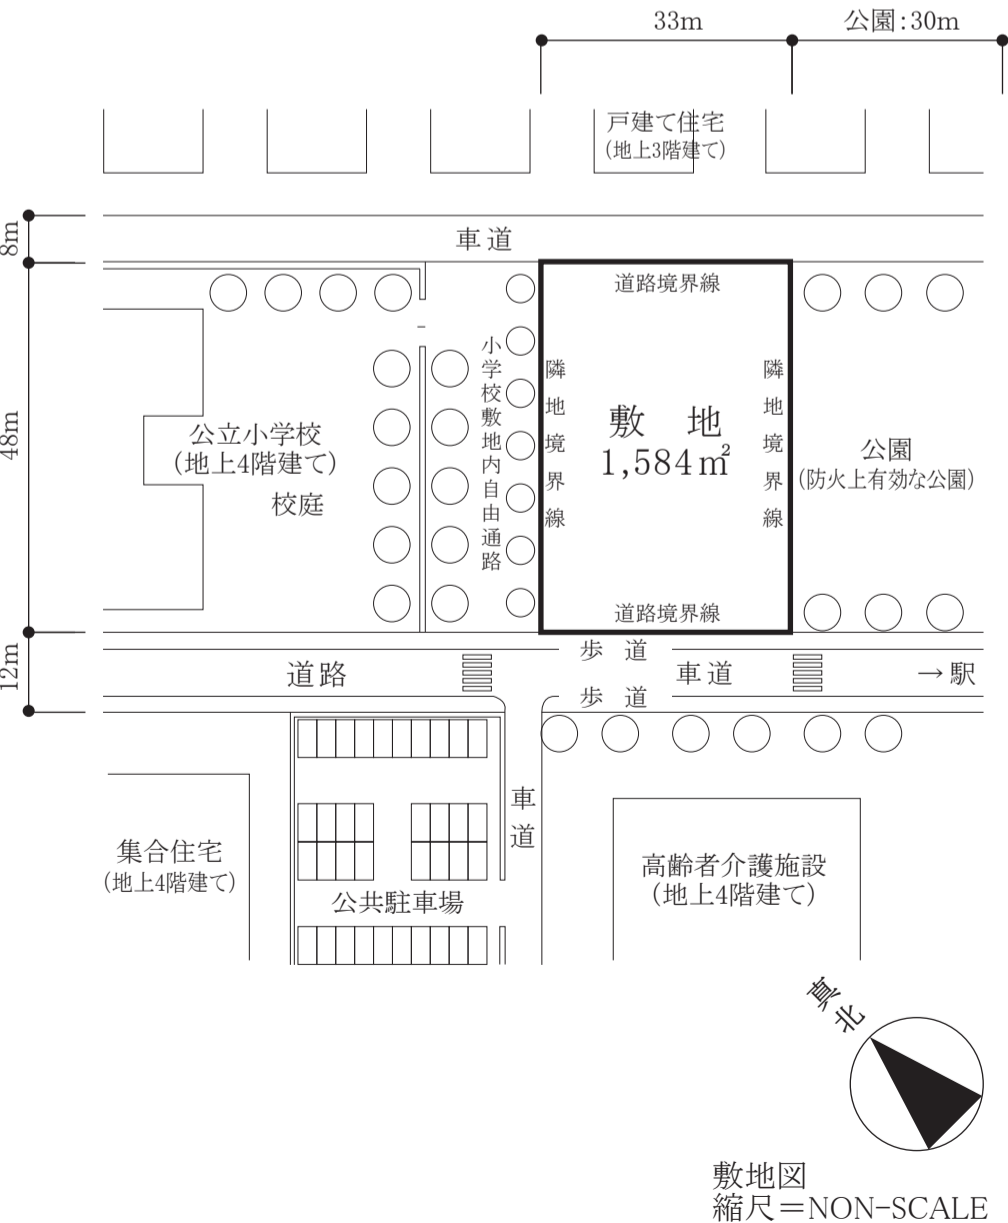 33m
公園:30m
戸建て住宅
(地上3階建て)
8m
車道
道路境界線
小学校敷地内自由通路
隣地境界線
隣地境界線
48m
敷 地
1,584㎡
公立小学校
(地上4階建て)
校庭
公園
(防火上有効な公園)
道路境界線
12m
歩 道
道路
車道
→駅
歩 道
車道
集合住宅
(地上4階建て)
公共駐車場
高齢者介護施設
(地上4階建て)
真北
敷地図
縮尺=NON-SCALE